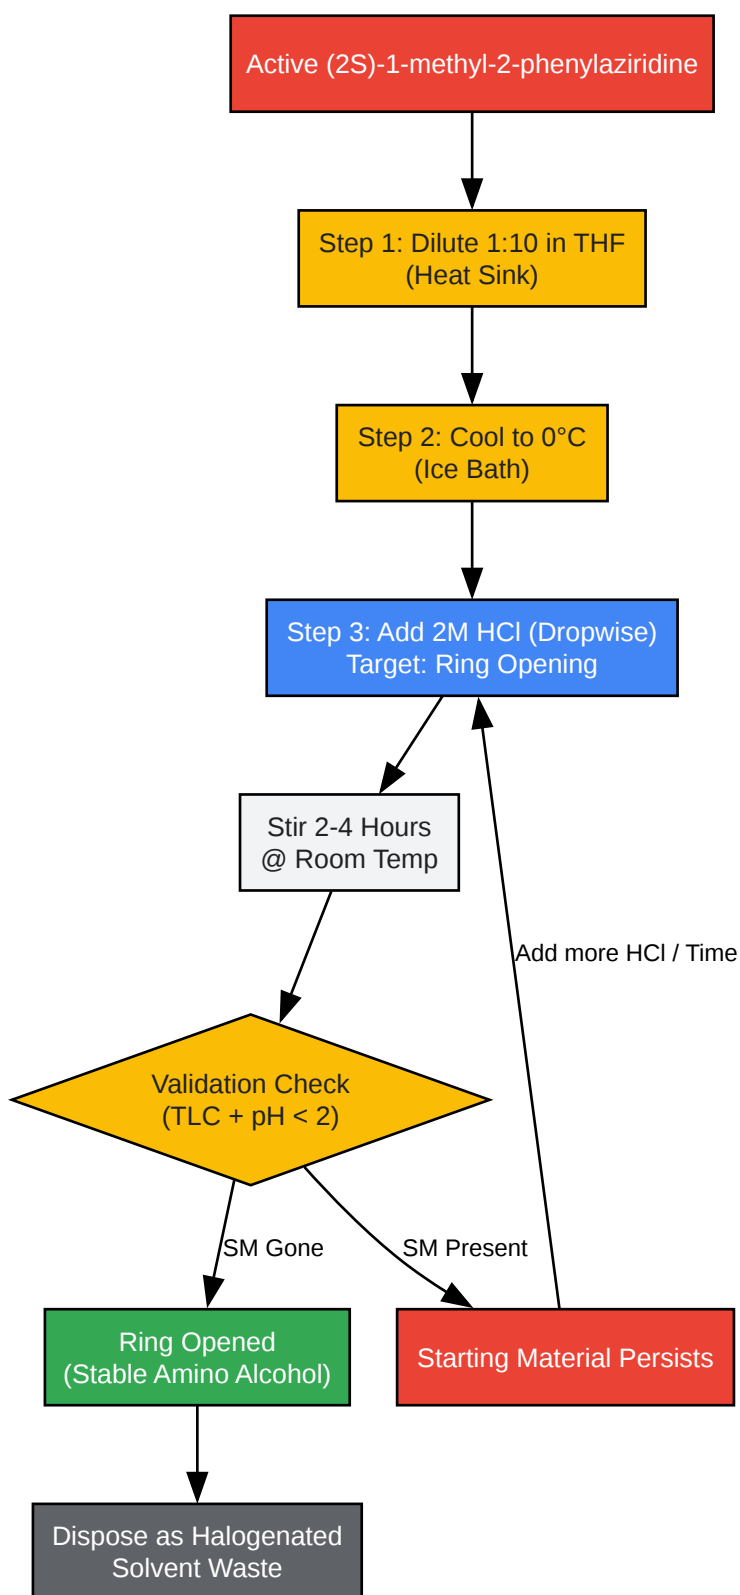 Active (2S)-1-methyl-2-phenylaziridine
Step 1: Dilute 1:10 in THF
(Heat Sink)
Step 2: Cool to 0°C
(Ice Bath)
Step 3: Add 2M HCl (Dropwise)
Target: Ring Opening
Stir 2-4 Hours
@ Room Temp
Add more HCl / Time
Validation Check
(TLC + pH < 2)
SM Gone
SM Present
Ring Opened
(Stable Amino Alcohol)
Starting Material Persists
Dispose as Halogenated
Solvent Waste